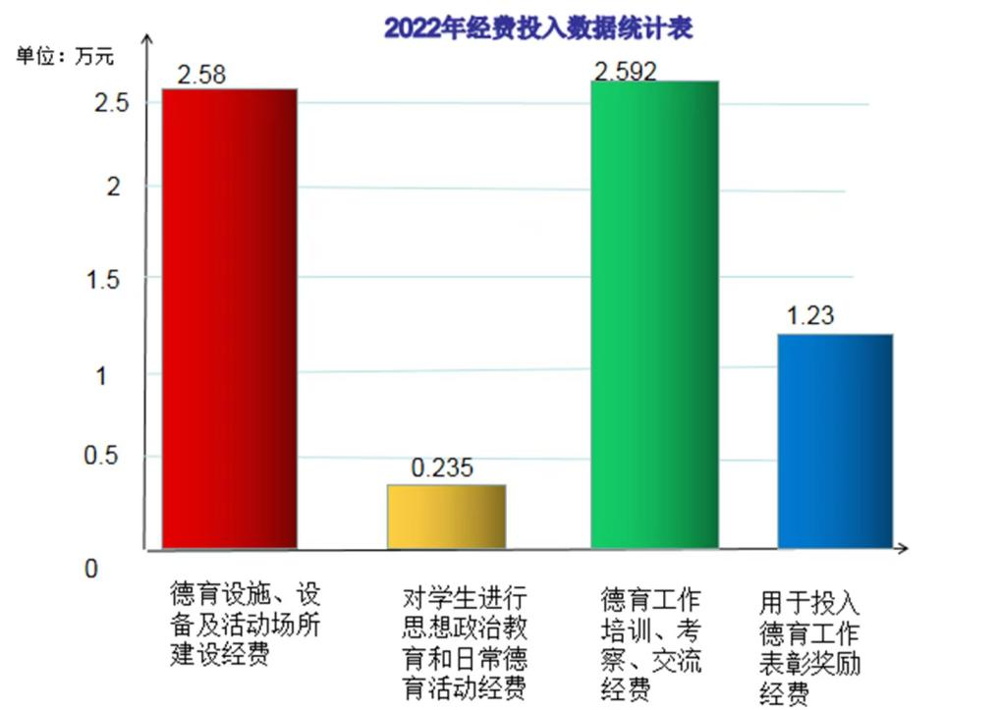 2022年经费投入数据统计表
单位：万元
2.58
2.592
2.5
2
1.5
1.23
1
0.5
0.235
0
德育设施、设
备及活动场所
建设经费
对学生进行
思想政治教
育和日常德
育活动经费
德育工作
培训、考
察、交流
经费
用于投入
德育工作
表彰奖励
经费